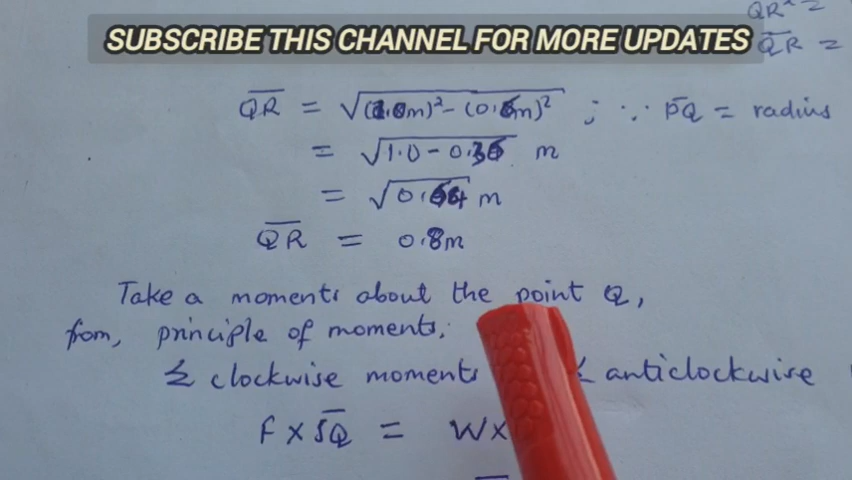 SUBSCRIBE THIS CHANNEL FOR MORE UPDATES
QR² =
QR =
QR = √(1.0m)² - (0.6m)² ; ∵ PQ = radius
= √1.0 - 0.36 m
= √0.64 m
QR = 0.8m
Take a moments about the point Q,
from, principle of moments;
Σ clockwise moments Σ anticlockwise
F × SQ = W×